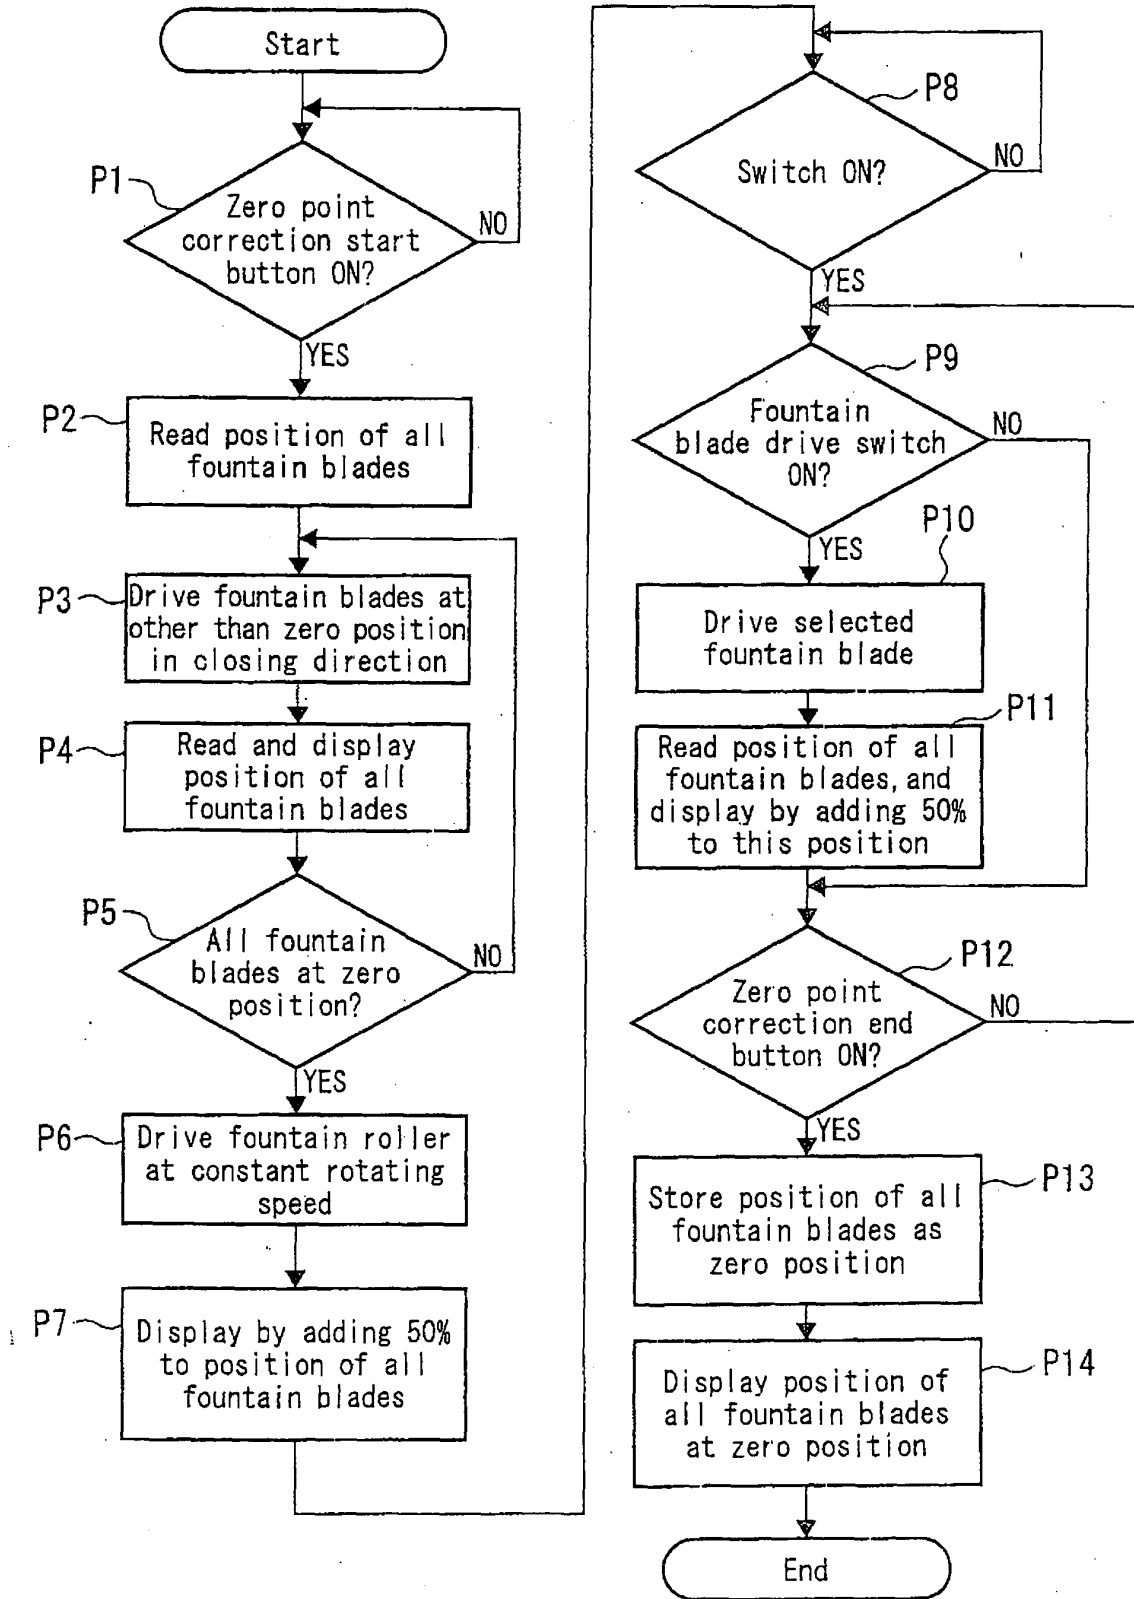 Start
P1
Zero point
correction start
button ON?
NO
YES
P2
Read position of all
fountain blades
P3
Drive fountain blades at
other than zero position
in closing direction
P4
Read and display
position of all
fountain blades
P5
All fountain
blades at zero
position?
NO
YES
P6
Drive fountain roller
at constant rotating
speed
P7
Display by adding 50%
to position of all
fountain blades
P8
Switch ON?
NO
YES
P9
Fountain
blade drive switch
ON?
NO
YES
P10
Drive selected
fountain blade
P11
Read position of all
fountain blades, and
display by adding 50%
to this position
P12
Zero point
correction end
button ON?
NO
YES
P13
Store position of all
fountain blades as
zero position
P14
Display position of
all fountain blades
at zero position
End